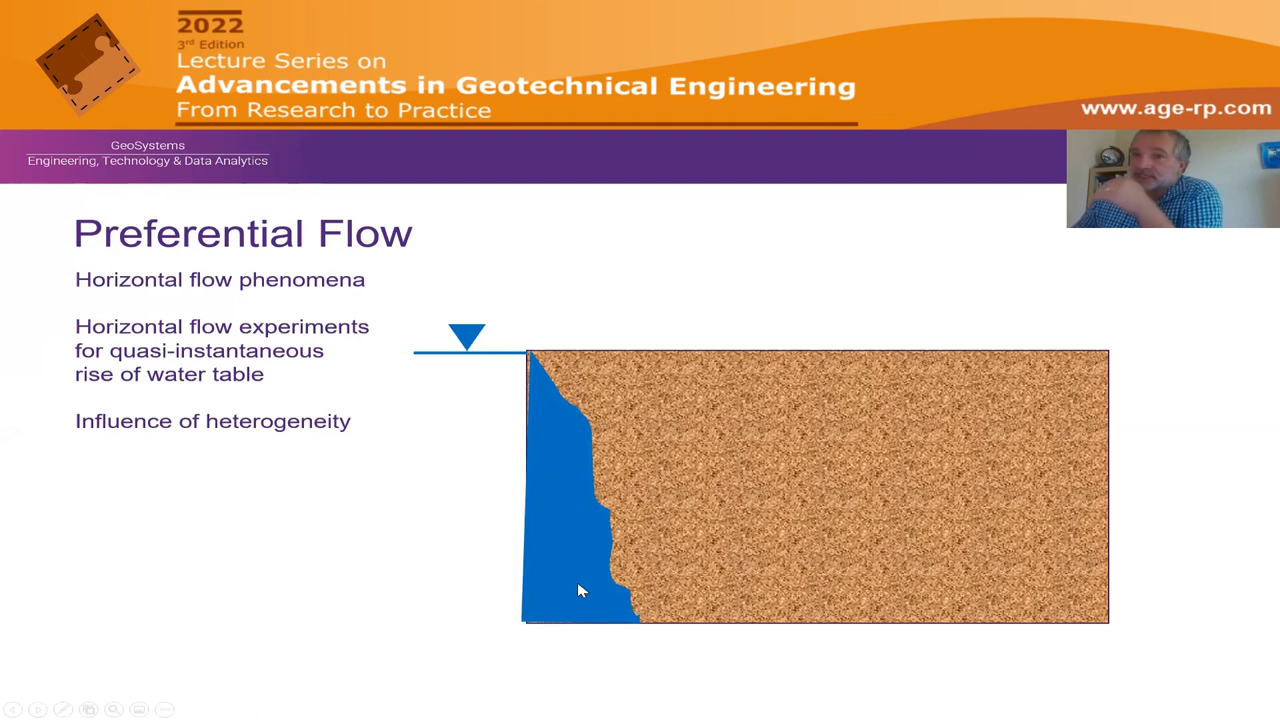 2022
3rd Edition
Lecture Series on
Advancements in Geotechnical Engineering
From Research to Practice
www.age-rp.com
GeoSystems
Engineering, Technology & Data Analytics
Preferential Flow
Horizontal flow phenomena
Horizontal flow experiments
for quasi-instantaneous
rise of water table
Influence of heterogeneity